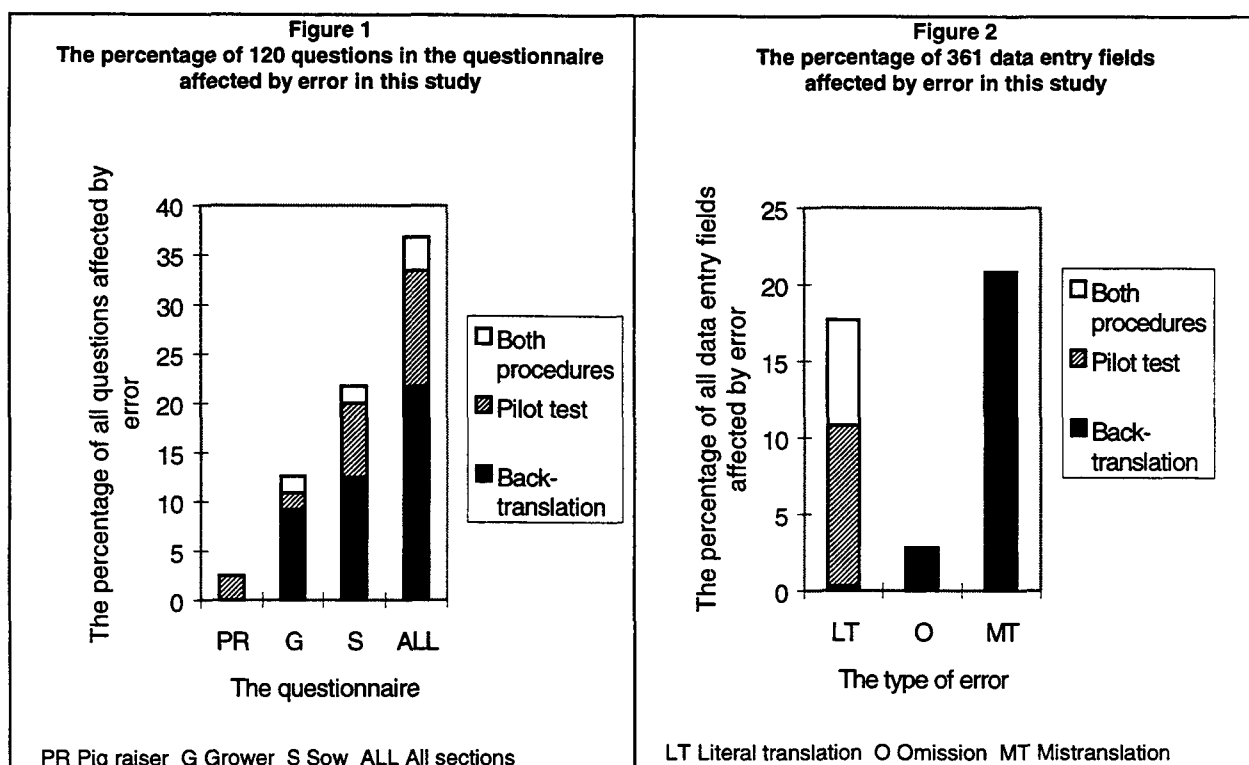 Figure 1
The percentage of 120 questions in the questionnaire
affected by error in this study
The percentage of all questions affected by
error
40
35
30
25
20
15
10
5
0
PR G S ALL
The questionnaire
Both
procedures
Pilot test
Back-
translation
PR Pig raiser G Grower S Sow ALL All sections
Figure 2
The percentage of 361 data entry fields
affected by error in this study
The percentage of all data entry fields
affected by error
25
20
15
10
5
0
LT O MT
The type of error
Both
procedures
Pilot test
Back-
translation
LT Literal translation O Omission MT Mistranslation